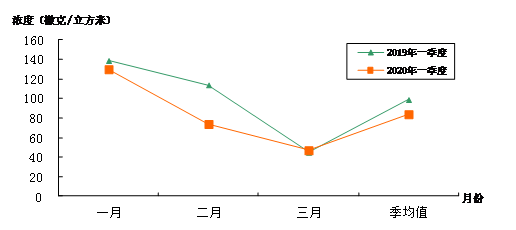 浓度（微克/立方米）
160
140
120
100
80
60
40
20
0
2019年一季度
2020年一季度
一月
二月
三月
季均值
月份